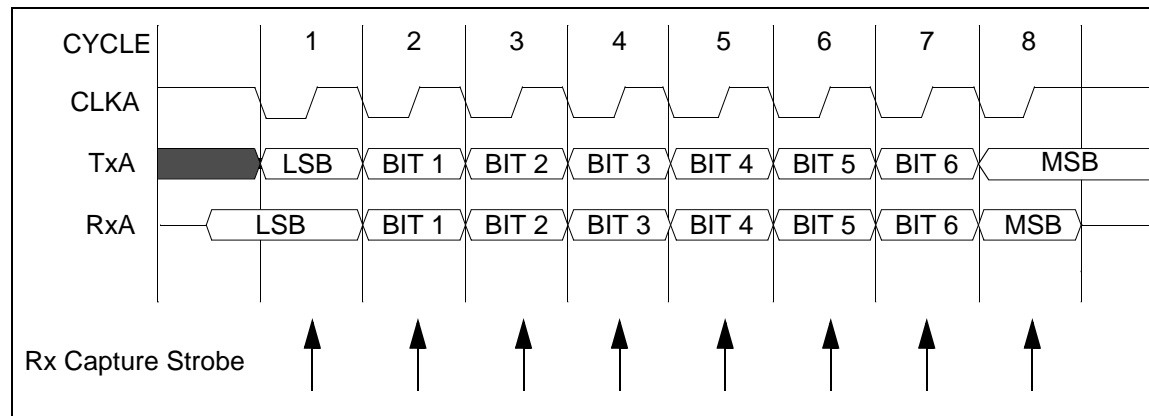 CYCLE 1 2 3 4 5 6 7 8
CLKA
TxA LSB BIT 1 BIT 2 BIT 3 BIT 4 BIT 5 BIT 6 MSB
RxA LSB BIT 1 BIT 2 BIT 3 BIT 4 BIT 5 BIT 6 MSB
Rx Capture Strobe